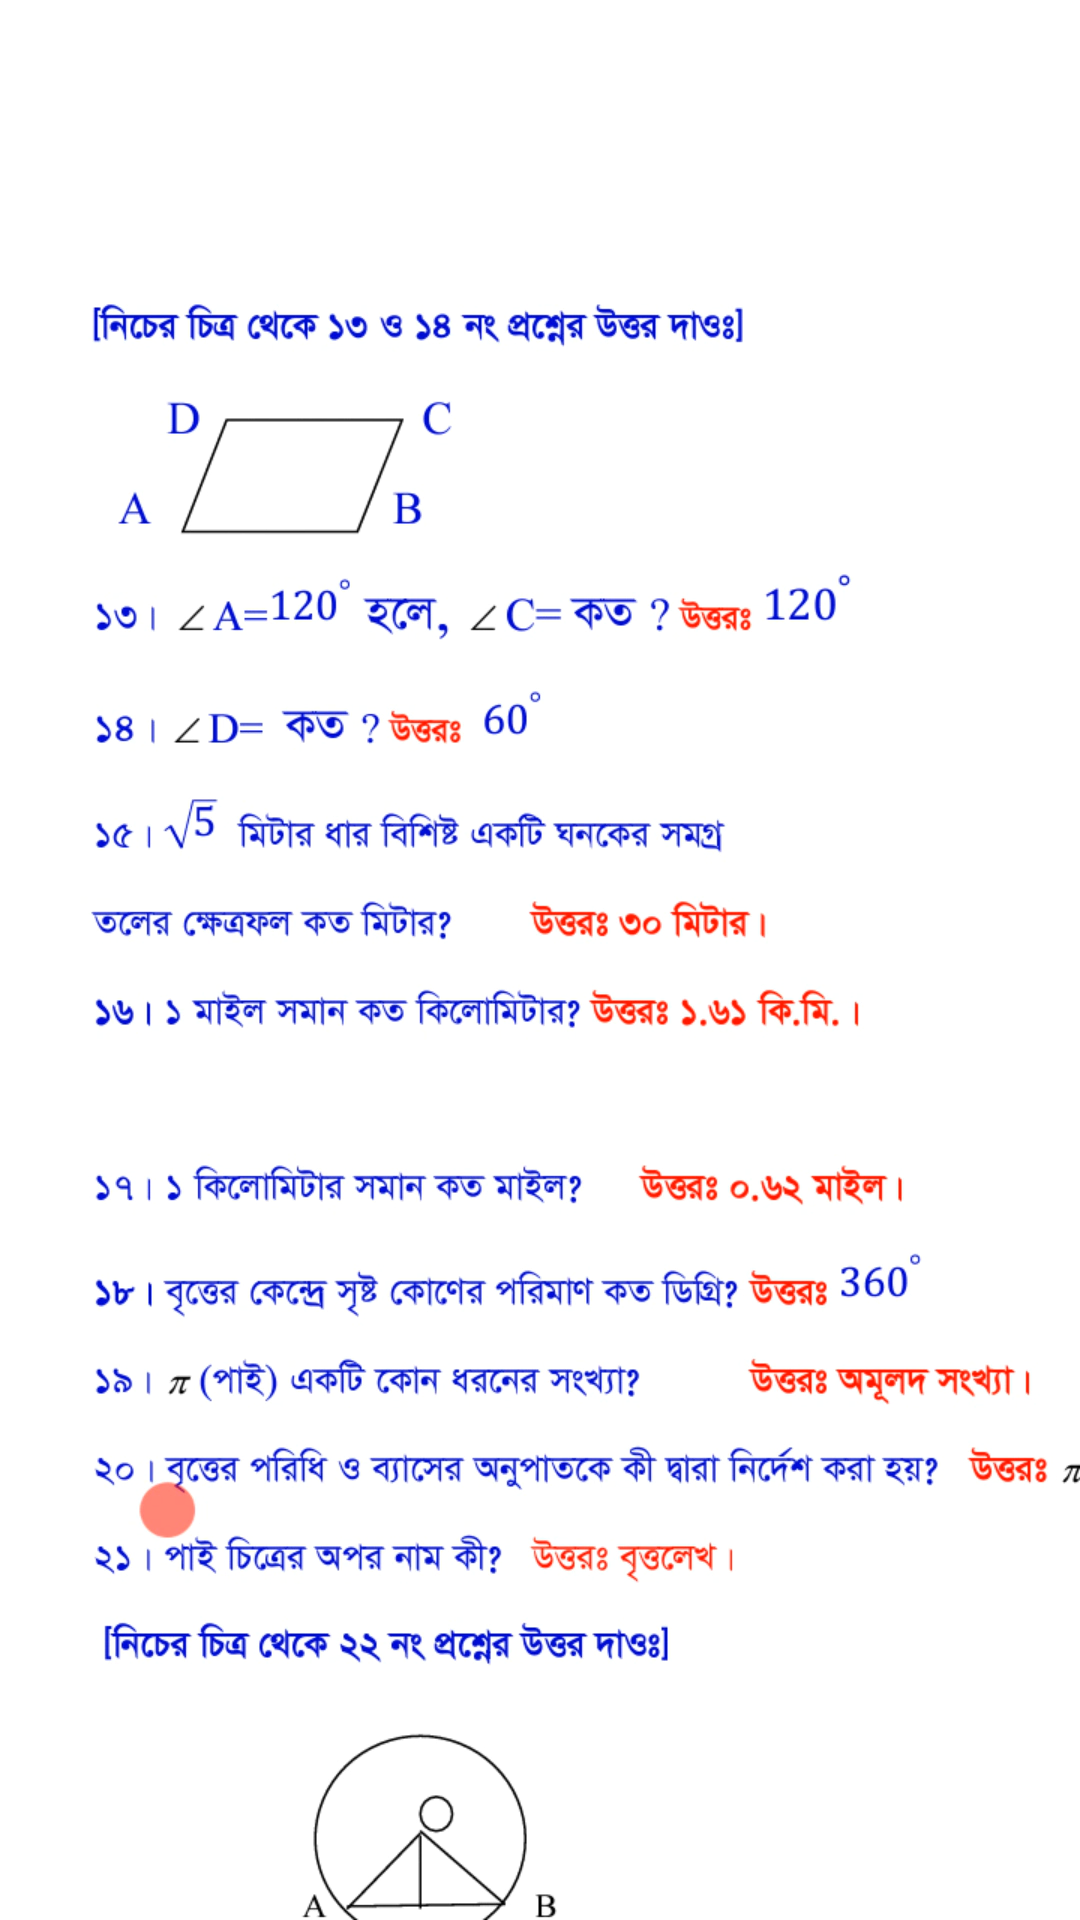 [নিচের চিত্র থেকে ১৩ ও ১৪ নং প্রশ্নের উত্তর দাওঃ]
D C
A B
১৩। ∠A=120° হলে, ∠C= কত ? উত্তরঃ 120°
১৪। ∠D= কত ? উত্তরঃ 60°
১৫। √5 মিটার ধার বিশিষ্ট একটি ঘনকের সমগ্র
তলের ক্ষেত্রফল কত মিটার? উত্তরঃ ৩০ মিটার।
১৬। ১ মাইল সমান কত কিলোমিটার? উত্তরঃ ১.৬১ কি.মি. ।
১৭। ১ কিলোমিটার সমান কত মাইল? উত্তরঃ ০.৬২ মাইল।
১৮। বৃত্তের কেন্দ্রে সৃষ্ট কোণের পরিমাণ কত ডিগ্রি? উত্তরঃ 360°
১৯। π (পাই) একটি কোন ধরনের সংখ্যা? উত্তরঃ অমূলদ সংখ্যা।
২০। বৃত্তের পরিধি ও ব্যাসের অনুপাতকে কী দ্বারা নির্দেশ করা হয়? উত্তরঃ π
২১। পাই চিত্রের অপর নাম কী? উত্তরঃ বৃত্তলেখ।
[নিচের চিত্র থেকে ২২ নং প্রশ্নের উত্তর দাওঃ]
O
A B